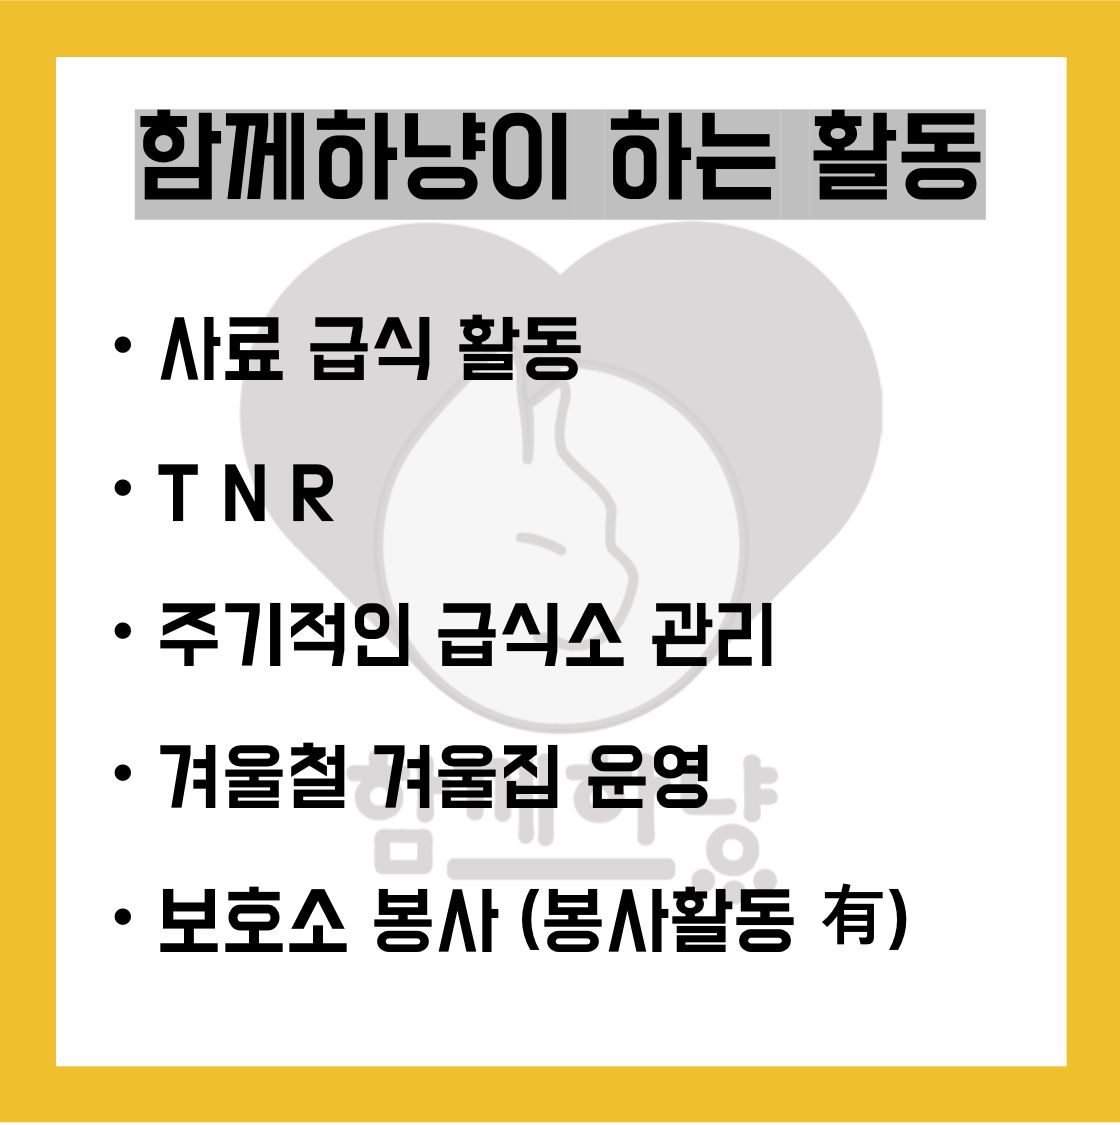 함께하냥이 하는 활동
• 사료 급식 활동
• T N R
• 주기적인 급식소 관리
• 겨울철 겨울집 운영
함께하냥
• 보호소 봉사 (봉사활동 有)